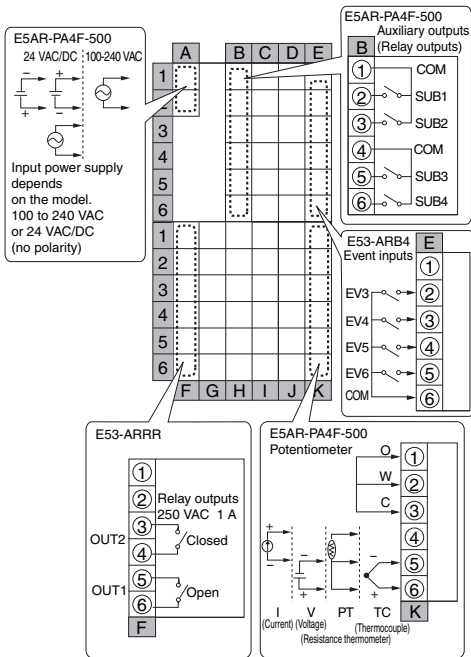 E5AR-PA4F-500
24 VAC/DC 100-240 VAC
− + 
+ −
Input power supply
depends
on the model.
100 to 240 VAC
or 24 VAC/DC
(no polarity)
A B C D E
1
2
3
4
5
6
1
2
3
4
5
6
F G H I J K
E5AR-PA4F-500
Auxiliary outputs
(Relay outputs)
B
① COM
② SUB1
③ SUB2
④ COM
⑤ SUB3
⑥ SUB4
E53-ARB4
Event inputs
E
①
EV3 ②
EV4 ③
EV5 ④
EV6 ⑤
COM ⑥
E53-ARRR
①
②
Relay outputs
250 VAC 1 A
③
OUT2 Closed
④
⑤
OUT1 Open
⑥
F
E5AR-PA4F-500
Potentiometer
O ①
W ②
C ③
④
⑤
⑥
+ − − + − +
I V PT TC K
(Current) (Voltage) (Thermocouple)
(Resistance thermometer)